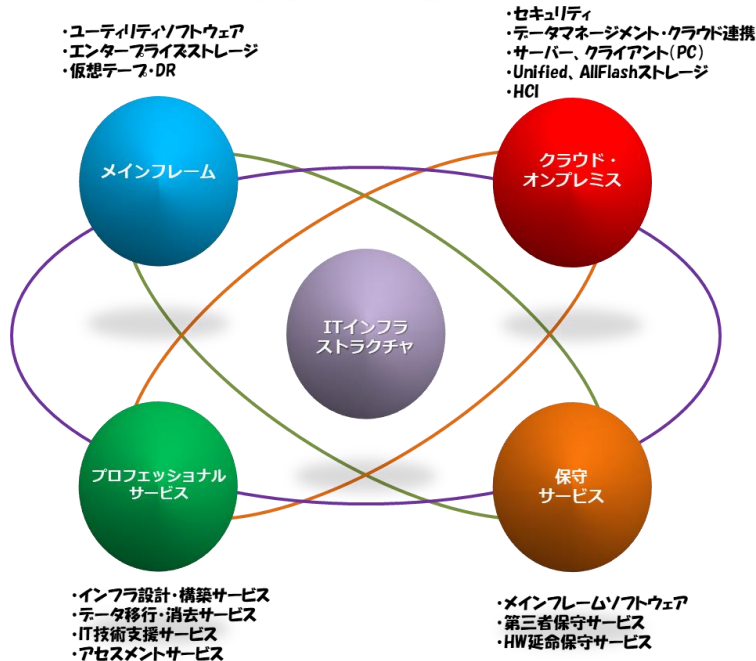 ・ユーティリティソフトウェア
・エンタープライズストレージ
・仮想テープ・DR
・セキュリティ
・データマネージメント・クラウド連携
・サーバー、クライアント(PC)
・Unified、AllFlashストレージ
・HCI
メインフレーム
クラウド・
オンプレミス
ITインフラ
ストラクチャ
プロフェッショナル
サービス
保守
サービス
・インフラ設計・構築サービス
・データ移行・消去サービス
・IT技術支援サービス
・アセスメントサービス
・メインフレームソフトウェア
・第三者保守サービス
・HW延命保守サービス